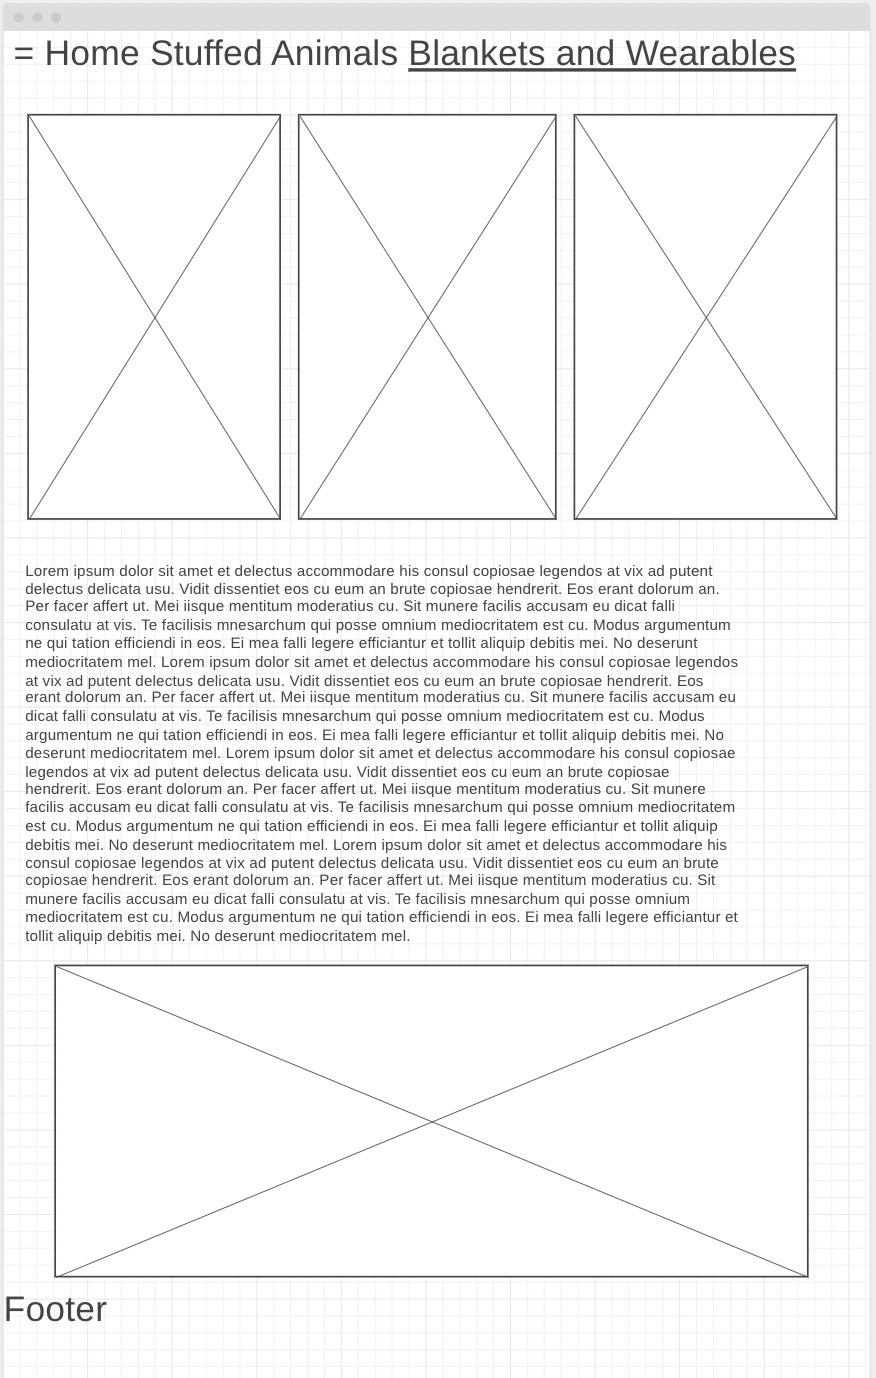 = Home Stuffed Animals Blankets and Wearables
Lorem ipsum dolor sit amet et delectus accommodare his consul copiosae legendos at vix ad putent
delectus delicata usu. Vidit dissentiet eos cu eum an brute copiosae hendrerit. Eos erant dolorum an.
Per facer affert ut. Mei iisque mentitum moderatius cu. Sit munere facilis accusam eu dicat falli
consulatu at vis. Te facilisis mnesarchum qui posse omnium mediocritatem est cu. Modus argumentum
ne qui tation efficiendi in eos. Ei mea falli legere efficiantur et tollit aliquip debitis mei. No deserunt
mediocritatem mel. Lorem ipsum dolor sit amet et delectus accommodare his consul copiosae legendos
at vix ad putent delectus delicata usu. Vidit dissentiet eos cu eum an brute copiosae hendrerit. Eos
erant dolorum an. Per facer affert ut. Mei iisque mentitum moderatius cu. Sit munere facilis accusam eu
dicat falli consulatu at vis. Te facilisis mnesarchum qui posse omnium mediocritatem est cu. Modus
argumentum ne qui tation efficiendi in eos. Ei mea falli legere efficiantur et tollit aliquip debitis mei. No
deserunt mediocritatem mel. Lorem ipsum dolor sit amet et delectus accommodare his consul copiosae
legendos at vix ad putent delectus delicata usu. Vidit dissentiet eos cu eum an brute copiosae
hendrerit. Eos erant dolorum an. Per facer affert ut. Mei iisque mentitum moderatius cu. Sit munere
facilis accusam eu dicat falli consulatu at vis. Te facilisis mnesarchum qui posse omnium mediocritatem
est cu. Modus argumentum ne qui tation efficiendi in eos. Ei mea falli legere efficiantur et tollit aliquip
debitis mei. No deserunt mediocritatem mel. Lorem ipsum dolor sit amet et delectus accommodare his
consul copiosae legendos at vix ad putent delectus delicata usu. Vidit dissentiet eos cu eum an brute
copiosae hendrerit. Eos erant dolorum an. Per facer affert ut. Mei iisque mentitum moderatius cu. Sit
munere facilis accusam eu dicat falli consulatu at vis. Te facilisis mnesarchum qui posse omnium
mediocritatem est cu. Modus argumentum ne qui tation efficiendi in eos. Ei mea falli legere efficiantur et
tollit aliquip debitis mei. No deserunt mediocritatem mel.
Footer